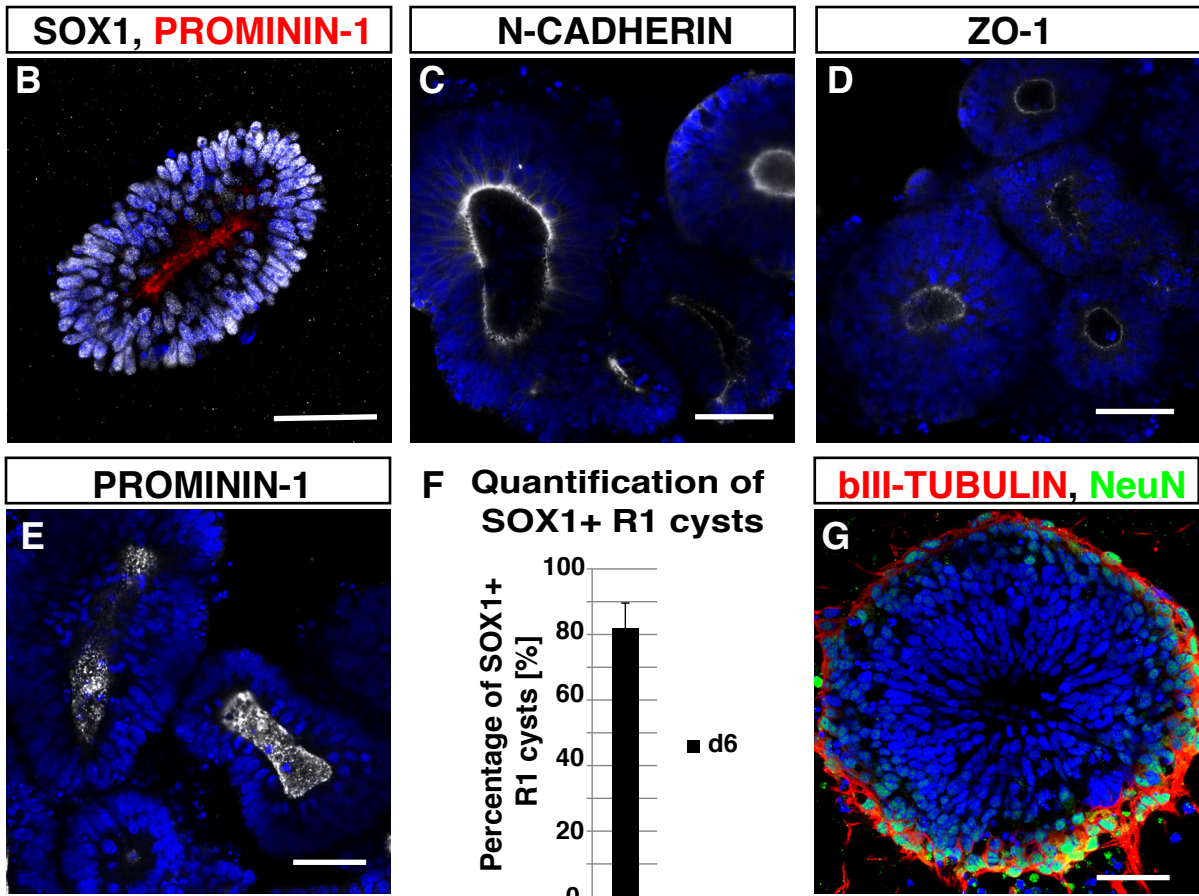 SOX1, PROMININ-1
N-CADHERIN
ZO-1
B
C
D
PROMININ-1
E
F
Quantification of
SOX1+ R1 cysts
Percentage of SOX1+
R1 cysts [%]
100
80
60
40
20
0
d6
bIII-TUBULIN, NeuN
G